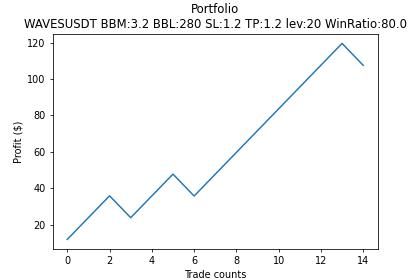 Portfolio
WAVESUSDT BBM:3.2 BBL:280 SL:1.2 TP:1.2 lev:20 WinRatio:80.0
120
100
80
60
40
20
Profit ($)
0 2 4 6 8 10 12 14
Trade counts